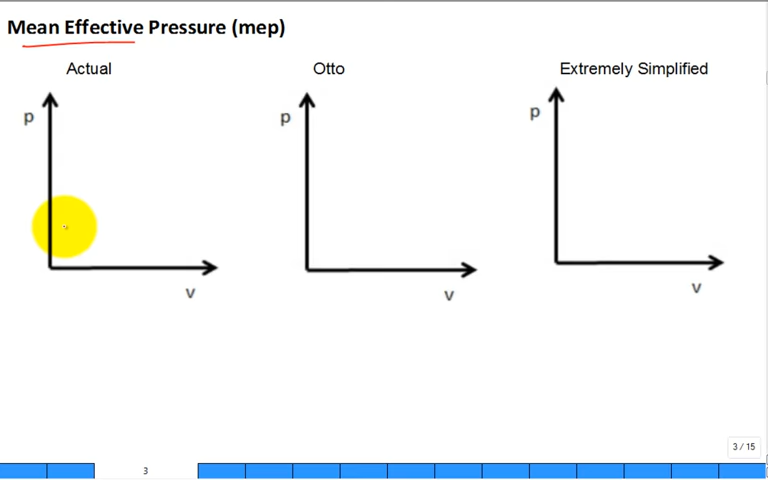 Mean Effective Pressure (mep)
Actual
Otto
Extremely Simplified
p
p
p
v
v
v
3 / 15
3